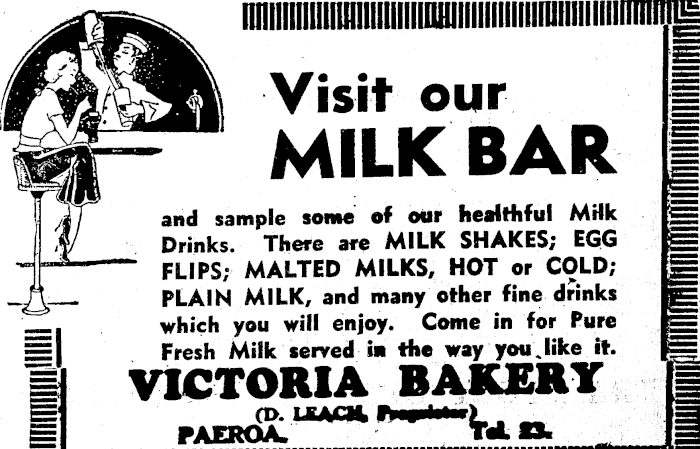 Visit our
MILK BAR
and sample some of our healthful Milk
Drinks. There are MILK SHAKES; EGG
FLIPS; MALTED MILKS, HOT or COLD;
PLAIN MILK, and many other fine drinks
which you will enjoy. Come in for Pure
Fresh Milk served in the way you like it.
VICTORIA BAKERY
(D. LEACH, Proprietor)
PAEROA. Tel. 23.